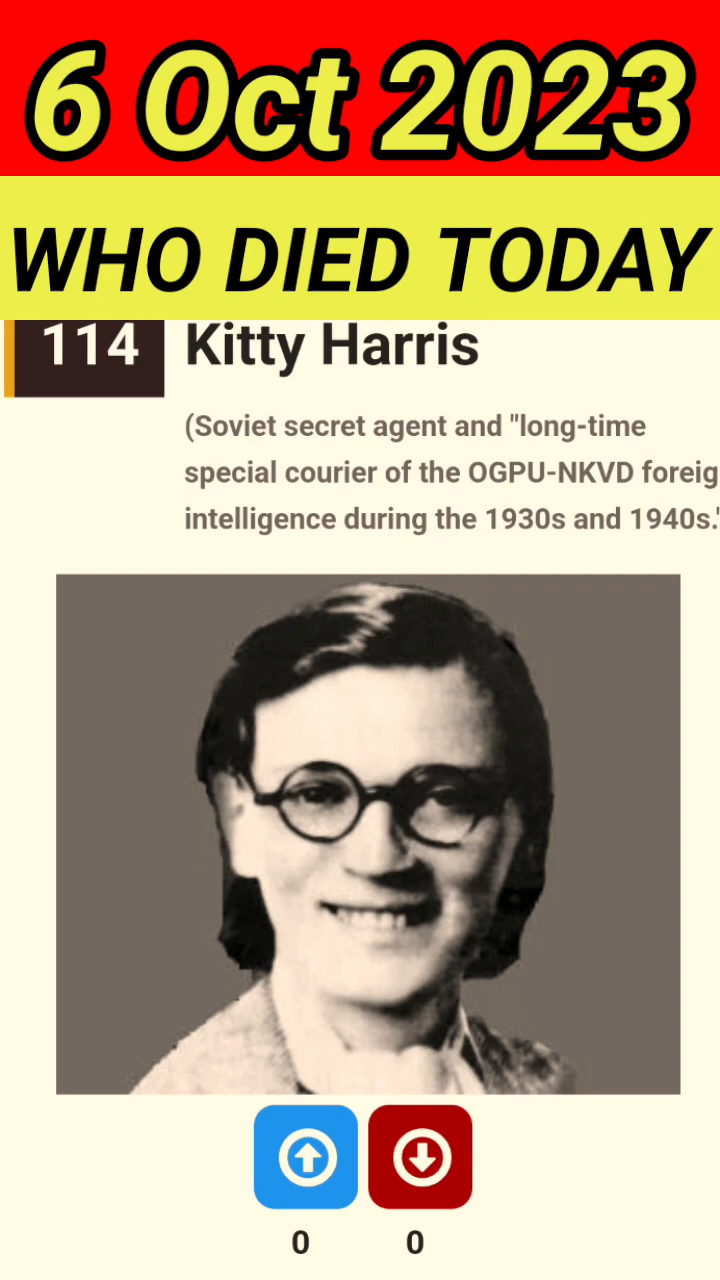 6 Oct 2023
WHO DIED TODAY
114 Kitty Harris
(Soviet secret agent and "long-time
special courier of the OGPU-NKVD foreig
intelligence during the 1930s and 1940s."
0 0